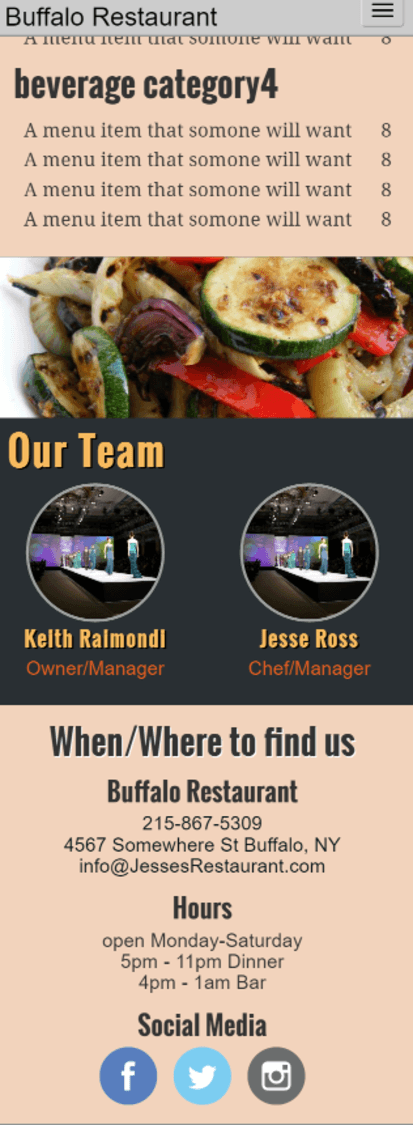 Buffalo Restaurant
A menu item that somone will want 8
beverage category4
A menu item that somone will want 8
A menu item that somone will want 8
A menu item that somone will want 8
A menu item that somone will want 8
Our Team
Keith Raimondi Jesse Ross
Owner/Manager Chef/Manager
When/Where to find us
Buffalo Restaurant
215-867-5309
4567 Somewhere St Buffalo, NY
info@JessesRestaurant.com
Hours
open Monday-Saturday
5pm - 11pm Dinner
4pm - 1am Bar
Social Media
f